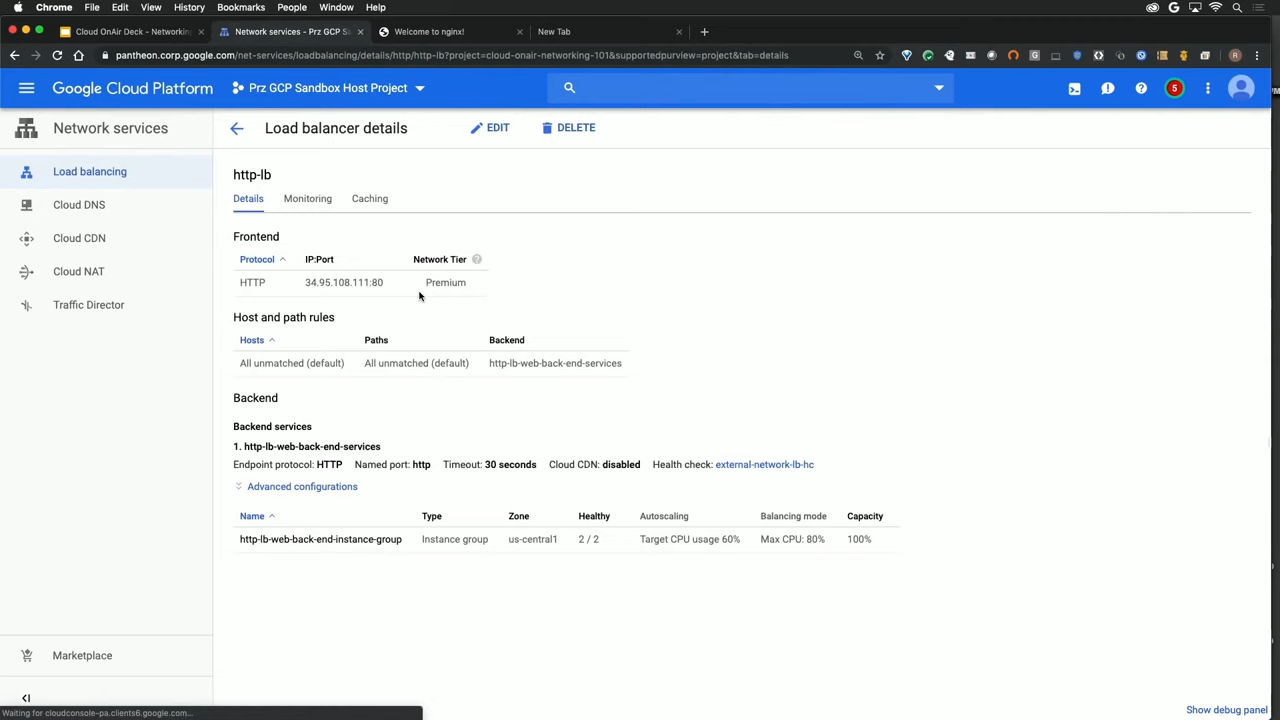 Chrome File Edit View History Bookmarks People Window Help
Cloud OnAir Deck - Networking Network services - Prz GCP Sa Welcome to nginx! New Tab
pantheon.corp.google.com/net-services/loadbalancing/details/http/http-lb?project=cloud-onair-networking-101&supportedpurview=project&tab=details
Google Cloud Platform Prz GCP Sandbox Host Project 5
Network services Load balancer details EDIT DELETE
Load balancing
Cloud DNS
Cloud CDN
Cloud NAT
Traffic Director
Marketplace
http-lb
Details Monitoring Caching
Frontend
Protocol IP:Port Network Tier ?
HTTP 34.95.108.111:80 Premium
Host and path rules
Hosts Paths Backend
All unmatched (default) All unmatched (default) http-lb-web-back-end-services
Backend
Backend services
1. http-lb-web-back-end-services
Endpoint protocol: HTTP Named port: http Timeout: 30 seconds Cloud CDN: disabled Health check: external-network-lb-hc
Advanced configurations
Name Type Zone Healthy Autoscaling Balancing mode Capacity
http-lb-web-back-end-instance-group Instance group us-central1 2 / 2 Target CPU usage 60% Max CPU: 80% 100%
Waiting for cloudconsole-pa.clients6.google.com...
Show debug panel